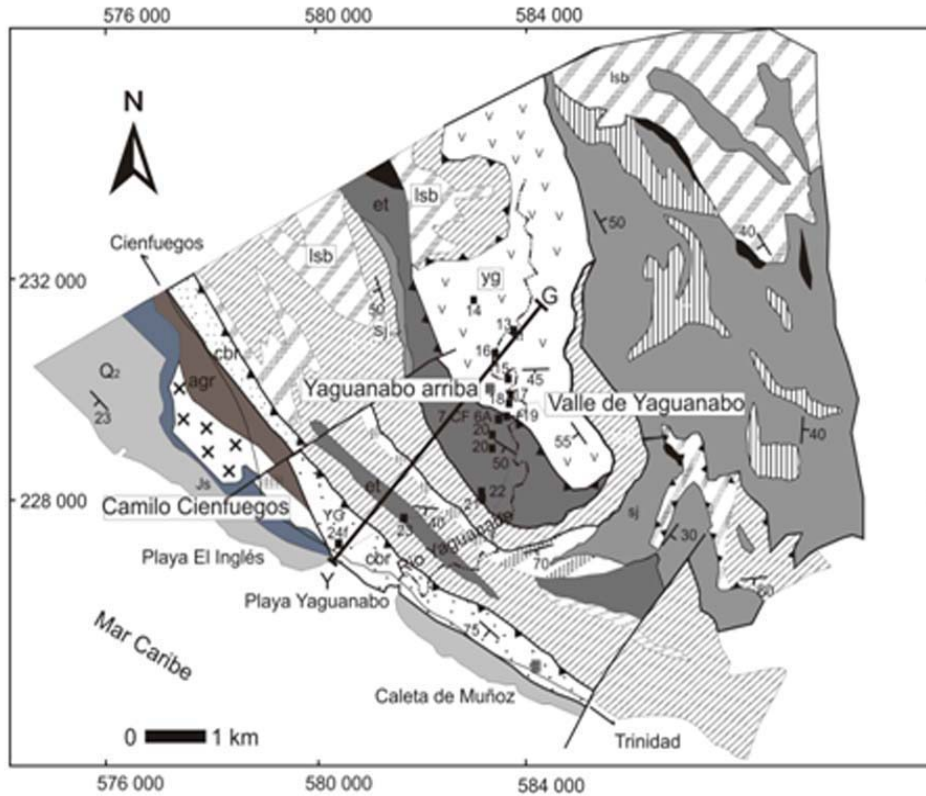 576 000
580 000
584 000
N
lsb
Cienfuegos
et
lsb
lsb
50
40
232 000
50
sj
yg
14
G
13
cbr
16
15
45
Q2
agr
Yaguanabo arriba
17
18
Valle de Yaguanabo
23
7 CF 6A
19
20
55
40
20
50
228 000
Js
et
22
sj
Camilo Cienfuegos
YG
24f
40
30
23
Río Yaguanabo
Playa El Inglés
cbr
70
Y
60
Playa Yaguanabo
75
Mar Caribe
Caleta de Muñoz
0 1 km
Trinidad
576 000
580 000
584 000